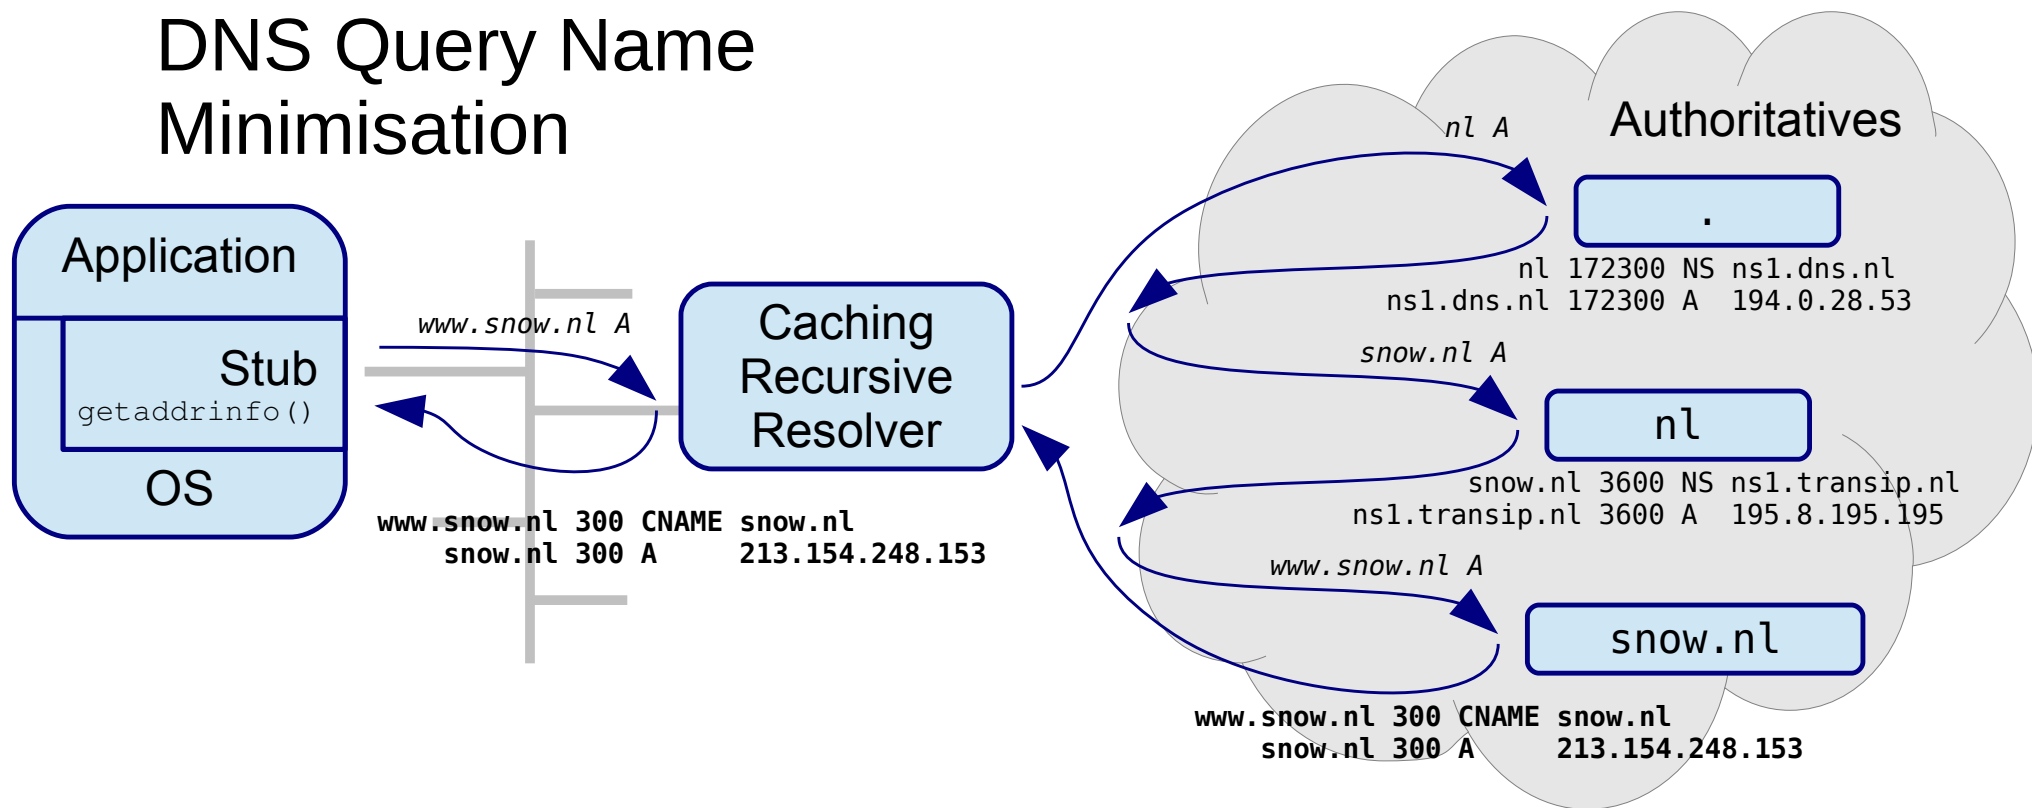 DNS Query Name
Minimisation
Application
Stub
getaddrinfo()
OS
www.snow.nl A
www.snow.nl 300 CNAME snow.nl
snow.nl 300 A 213.154.248.153
Caching
Recursive
Resolver
Authoritatives
nl A
.
nl 172300 NS ns1.dns.nl
ns1.dns.nl 172300 A 194.0.28.53
snow.nl A
nl
snow.nl 3600 NS ns1.transip.nl
ns1.transip.nl 3600 A 195.8.195.195
www.snow.nl A
snow.nl
www.snow.nl 300 CNAME snow.nl
snow.nl 300 A 213.154.248.153